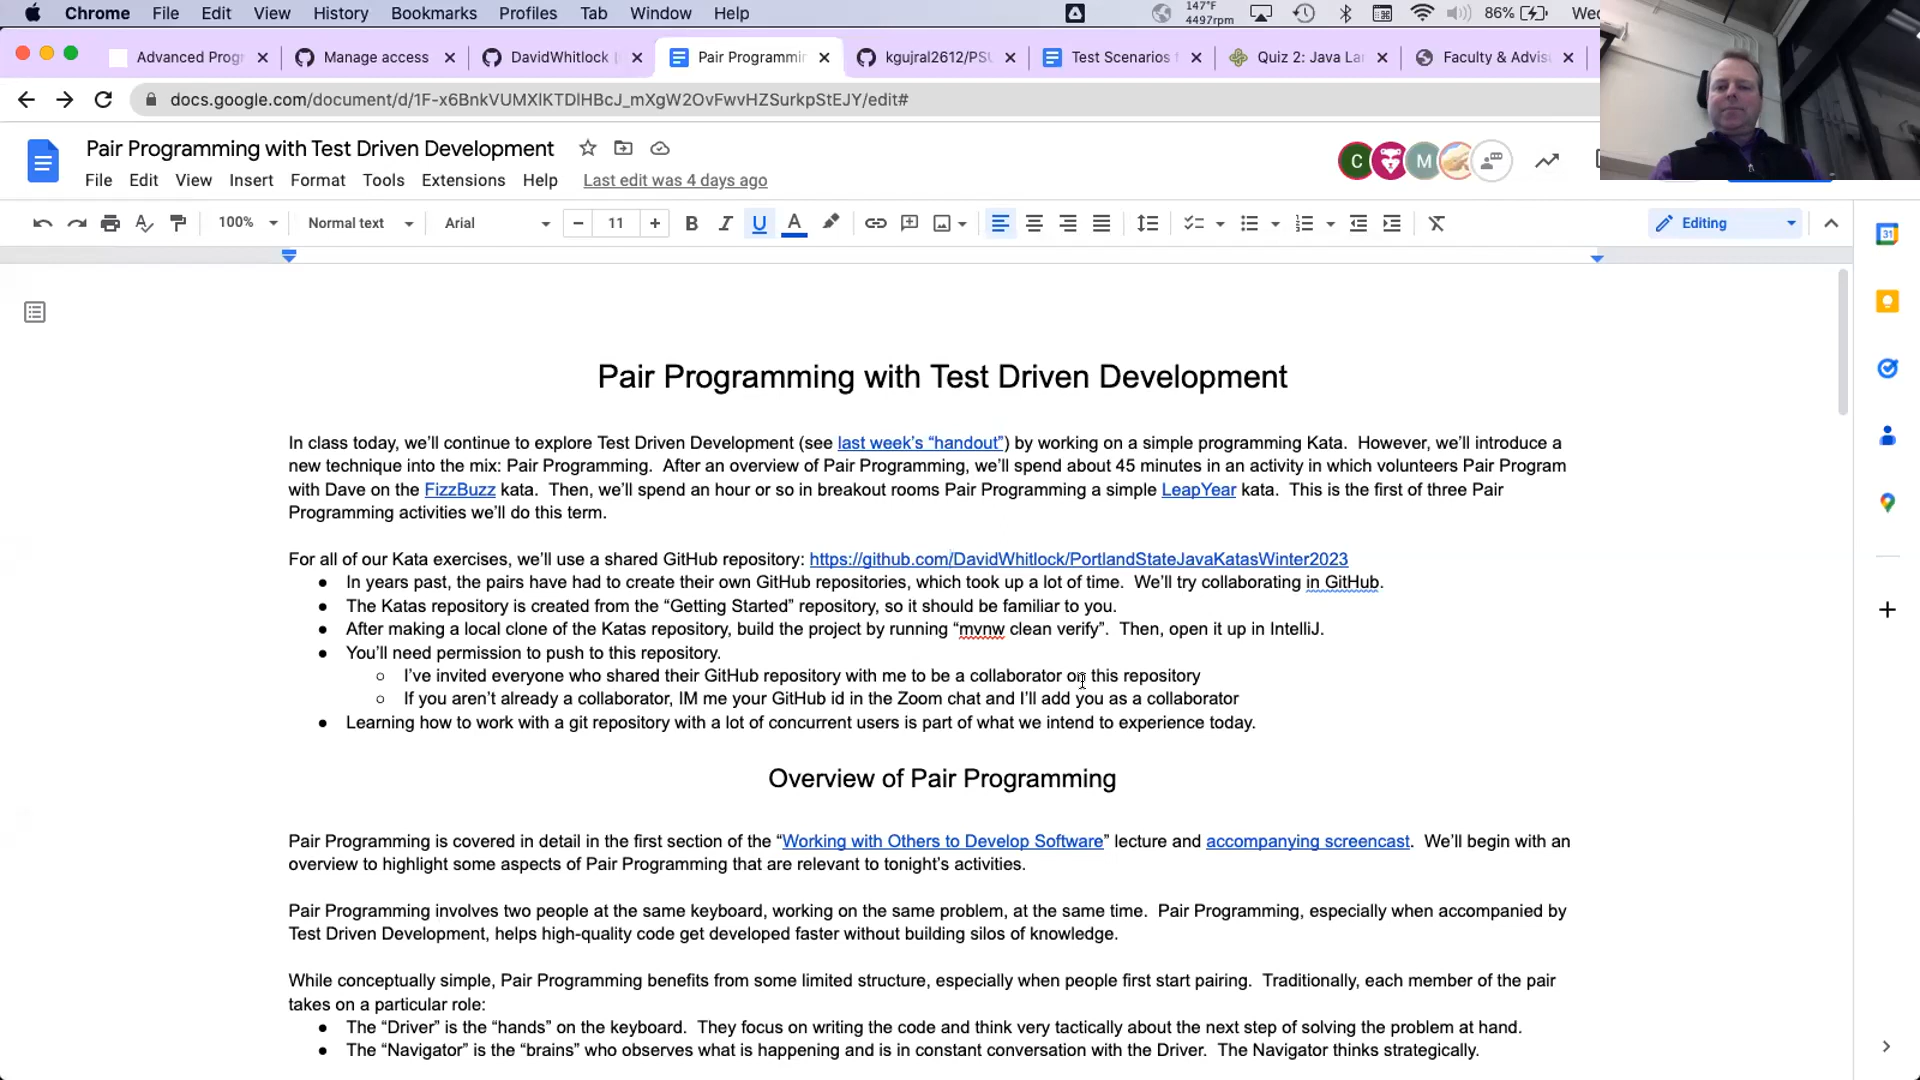 Chrome File Edit View History Bookmarks Profiles Tab Window Help 147°F 4497rpm 86% Wed
Advanced Prog Manage access DavidWhitlock Pair Programmin kgujral2612/PSU Test Scenarios Quiz 2: Java Lan Faculty & Advis
docs.google.com/document/d/1F-x6BnkVUMXlKTDlHBcJ_mXgW2OvFwvHZSurkpStEJY/edit#
Pair Programming with Test Driven Development
C M
File Edit View Insert Format Tools Extensions Help Last edit was 4 days ago
100% Normal text Arial 11 B I U A Editing
31
Pair Programming with Test Driven Development
In class today, we’ll continue to explore Test Driven Development (see last week’s “handout”) by working on a simple programming Kata. However, we’ll introduce a
new technique into the mix: Pair Programming. After an overview of Pair Programming, we’ll spend about 45 minutes in an activity in which volunteers Pair Program
with Dave on the FizzBuzz kata. Then, we’ll spend an hour or so in breakout rooms Pair Programming a simple LeapYear kata. This is the first of three Pair
Programming activities we’ll do this term.
For all of our Kata exercises, we’ll use a shared GitHub repository: https://github.com/DavidWhitlock/PortlandStateJavaKatasWinter2023
● In years past, the pairs have had to create their own GitHub repositories, which took up a lot of time. We’ll try collaborating in GitHub.
● The Katas repository is created from the “Getting Started” repository, so it should be familiar to you.
● After making a local clone of the Katas repository, build the project by running “mvnw clean verify”. Then, open it up in IntelliJ.
● You’ll need permission to push to this repository.
○ I’ve invited everyone who shared their GitHub repository with me to be a collaborator on this repository
○ If you aren’t already a collaborator, IM me your GitHub id in the Zoom chat and I’ll add you as a collaborator
● Learning how to work with a git repository with a lot of concurrent users is part of what we intend to experience today.
Overview of Pair Programming
Pair Programming is covered in detail in the first section of the “Working with Others to Develop Software” lecture and accompanying screencast. We’ll begin with an
overview to highlight some aspects of Pair Programming that are relevant to tonight’s activities.
Pair Programming involves two people at the same keyboard, working on the same problem, at the same time. Pair Programming, especially when accompanied by
Test Driven Development, helps high-quality code get developed faster without building silos of knowledge.
While conceptually simple, Pair Programming benefits from some limited structure, especially when people first start pairing. Traditionally, each member of the pair
takes on a particular role:
● The “Driver” is the “hands” on the keyboard. They focus on writing the code and think very tactically about the next step of solving the problem at hand.
● The “Navigator” is the “brains” who observes what is happening and is in constant conversation with the Driver. The Navigator thinks strategically.